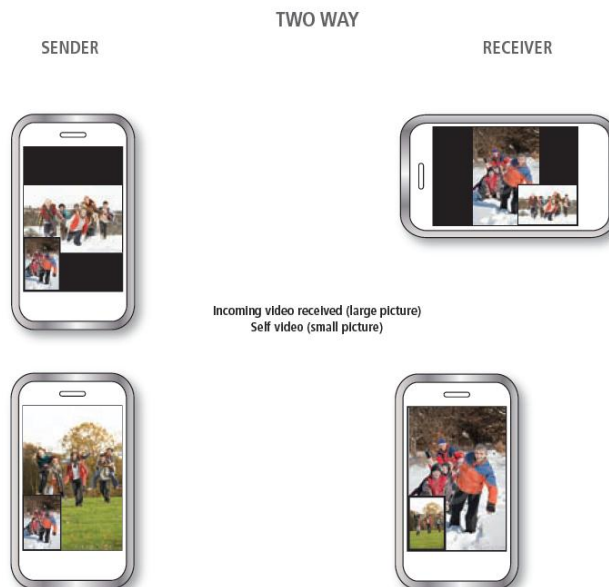 TWO WAY
SENDER
RECEIVER
Incoming video received (large picture)
Self video (small picture)